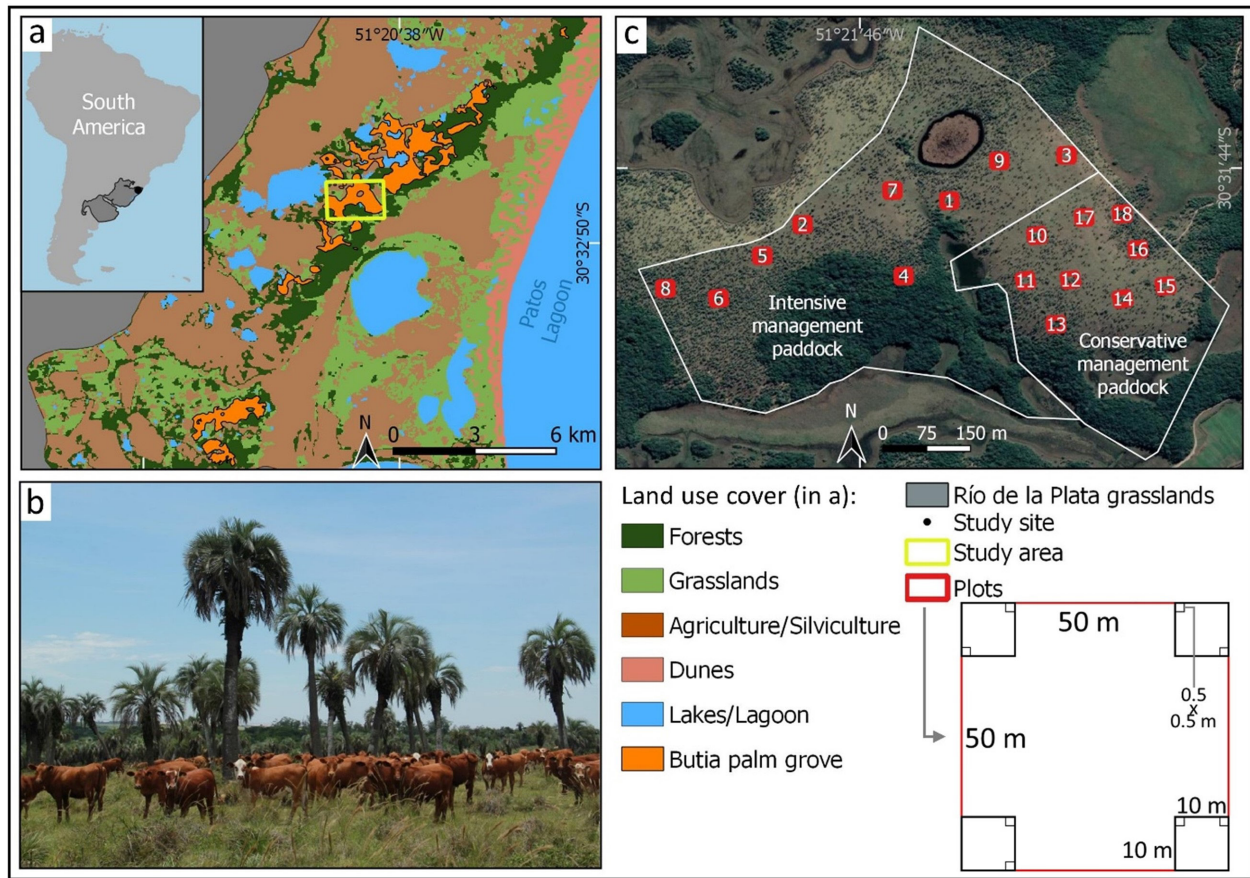 a
51°20'38"W
South
America
30°32'50"S
Patos
Lagoon
N
0 3 6 km
c
51°21'46"W
30°31'44"S
3
9
7
1
2
17
18
10
16
5
4
11
12
15
8
6
14
13
Intensive
management
paddock
Conservative
management
paddock
N
0 75 150 m
b
Land use cover (in a):
Forests
Grasslands
Agriculture/Silviculture
Dunes
Lakes/Lagoon
Butia palm grove
Río de la Plata grasslands
Study site
Study area
Plots
50 m
0.5
x
0.5 m
50 m
10 m
10 m